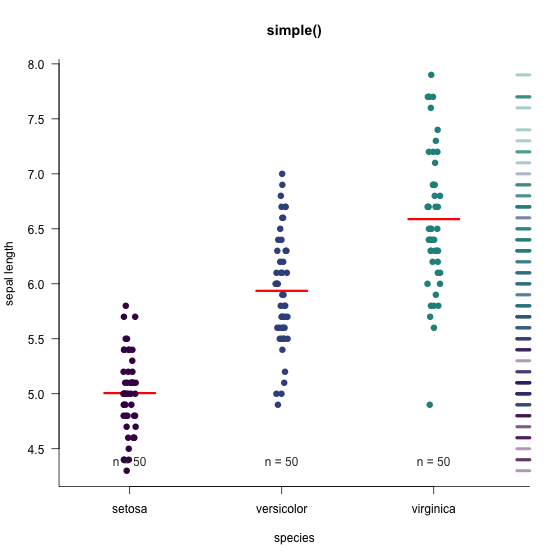 simple()
sepal length
8.0
7.5
7.0
6.5
6.0
5.5
5.0
4.5
n = 50
n = 50
n = 50
setosa
versicolor
virginica
species